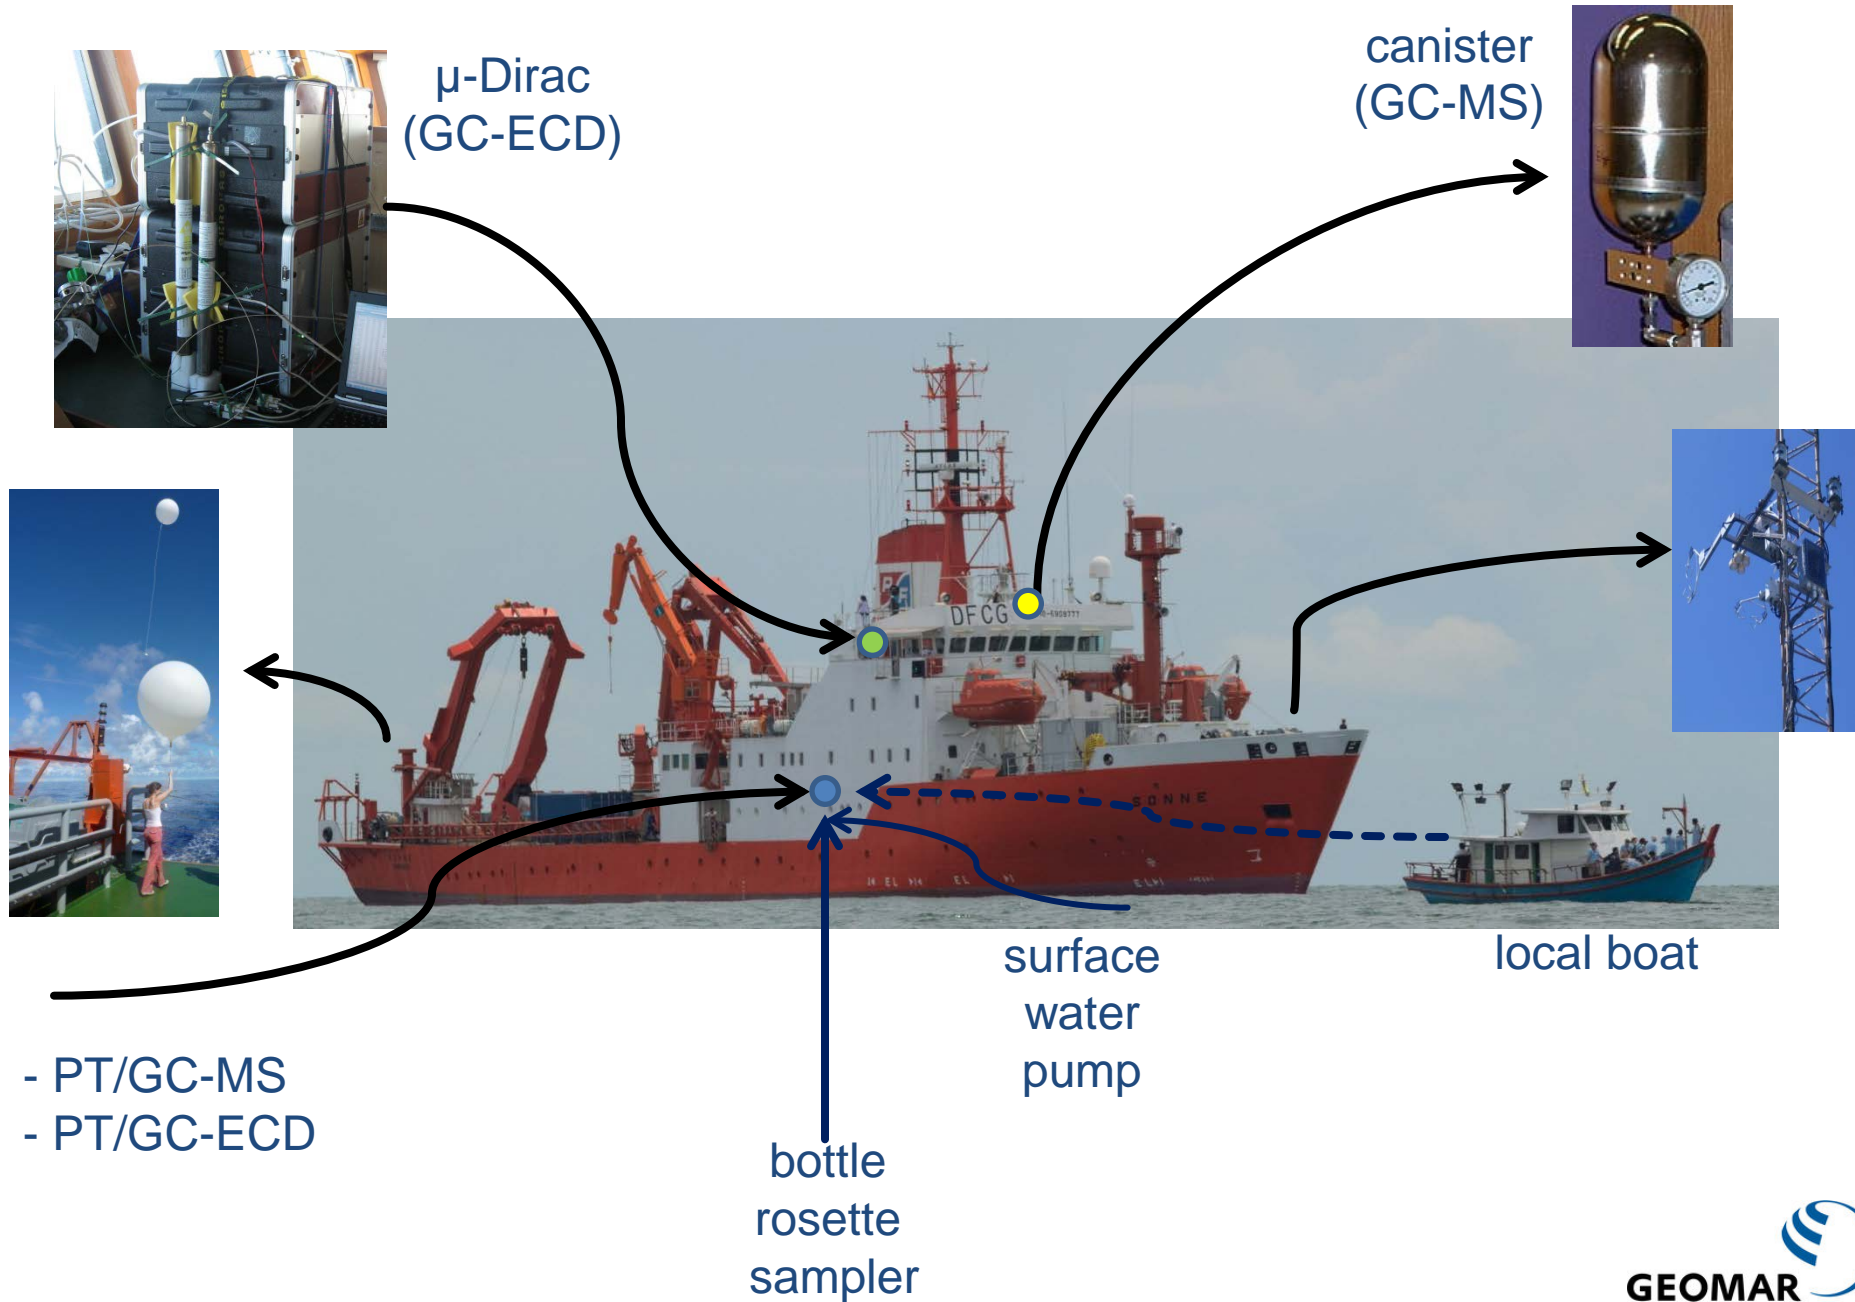 µ-Dirac
(GC-ECD)
canister
(GC-MS)
DFCG
SONNE
surface
water
pump
local boat
- PT/GC-MS
- PT/GC-ECD
bottle
rosette
sampler
GEOMAR